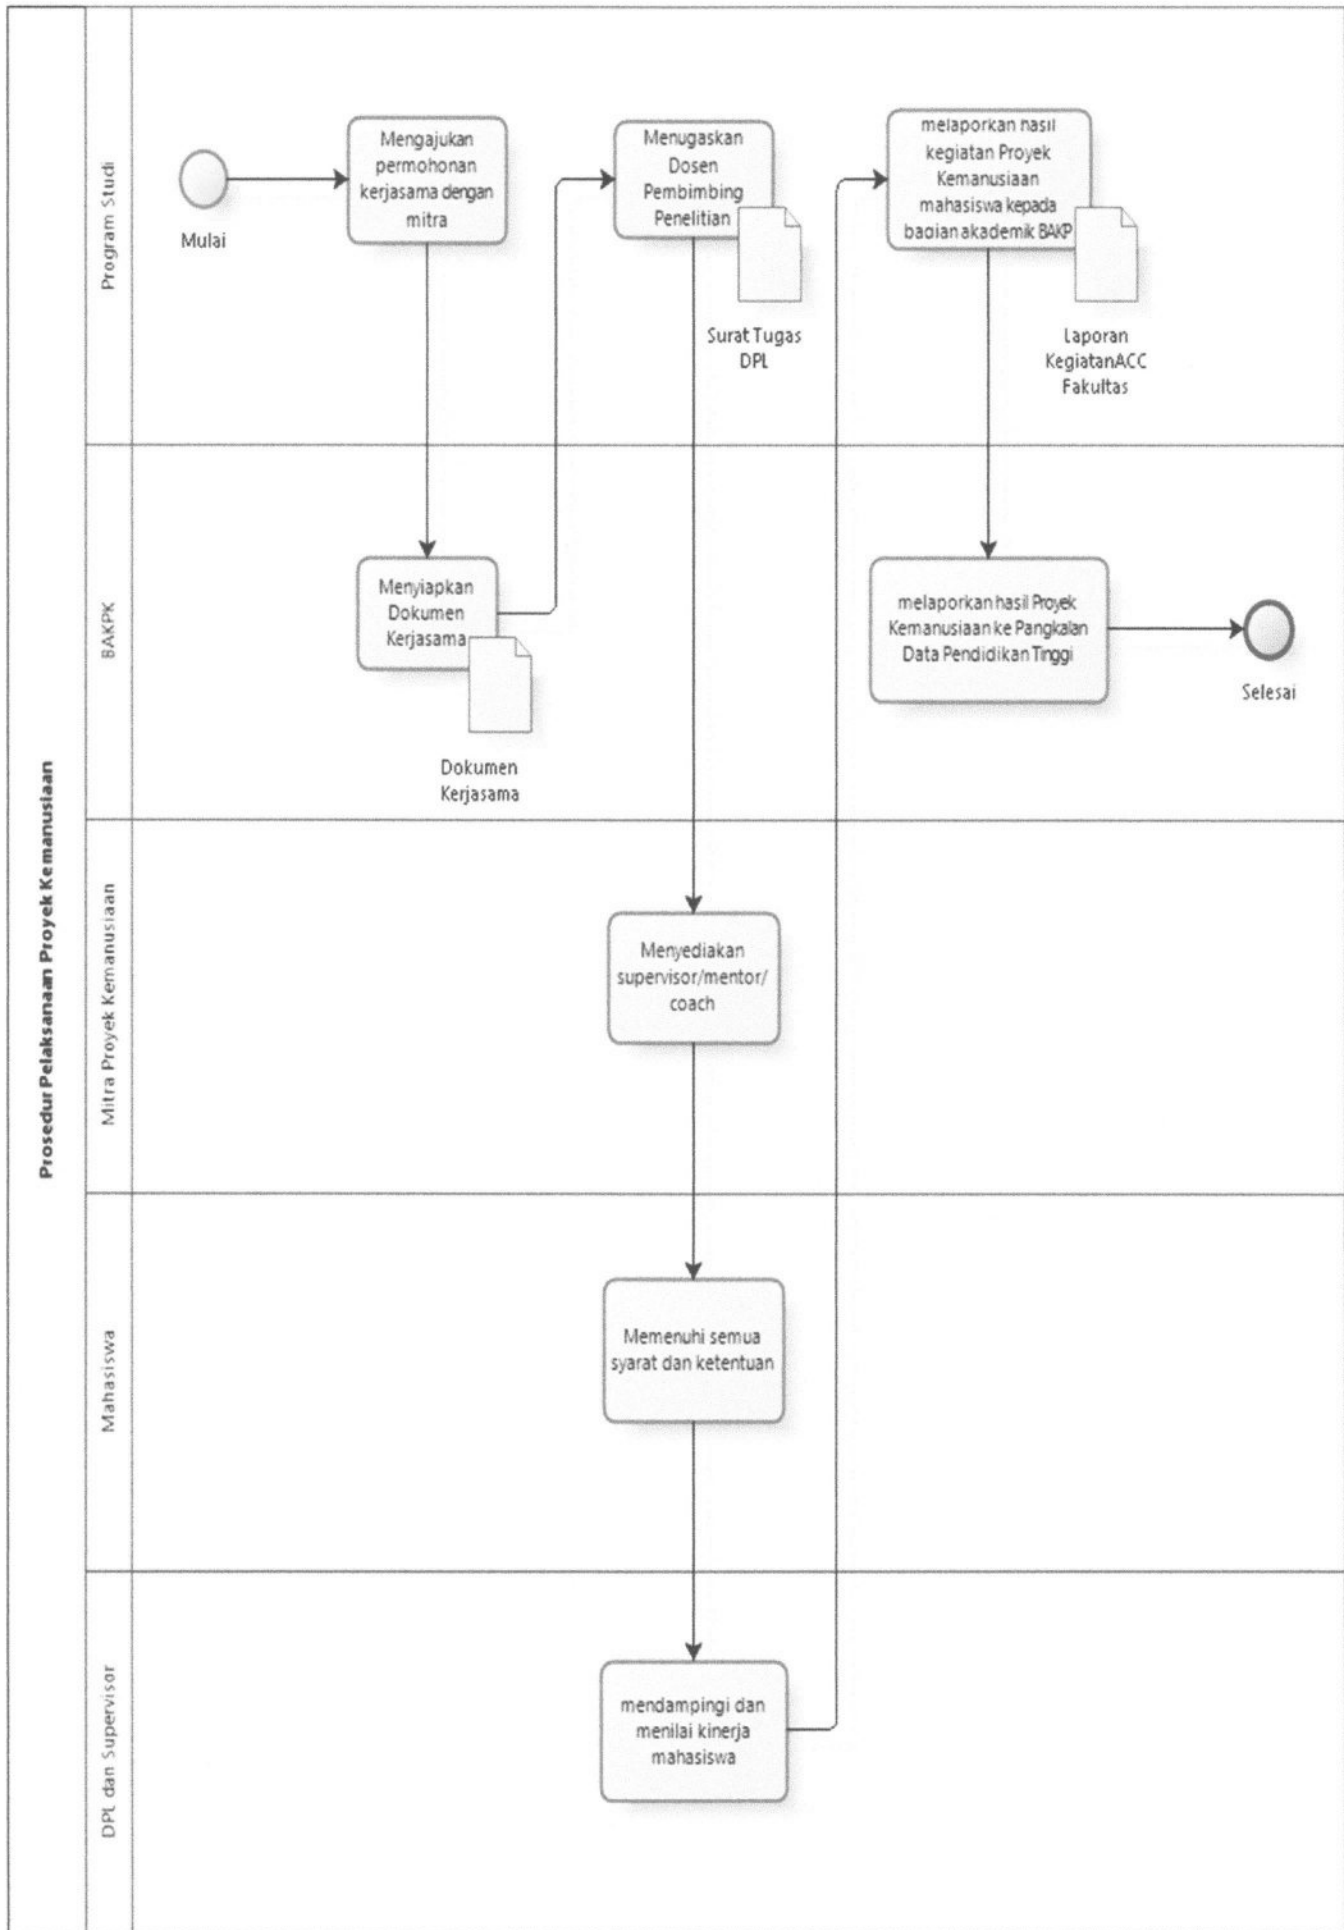 Prosedur Pelaksanaan Proyek Kemanusiaan
Program Studi
Mulai
Mengajukan
permohonan
kerjasama dengan
mitra
Menugaskan
Dosen
Pembimbing
Penelitian
Surat Tugas
DPL
melaporkan hasil
kegiatan Proyek
Kemanusiaan
mahasiswa kepada
bagian akademik BAKP
Laporan
KegiatanACC
Fakultas
BAKPK
Menyiapkan
Dokumen
Kerjasama
Dokumen
Kerjasama
melaporkan hasil Proyek
Kemanusiaan ke Pangkalan
Data Pendidikan Tinggi
Selesai
Mitra Proyek Kemanusiaan
Menyediakan
supervisor/mentor/
coach
Mahasiswa
Memenuhi semua
syarat dan ketentuan
DPL dan Supervisor
mendampingi dan
menilai kinerja
mahasiswa